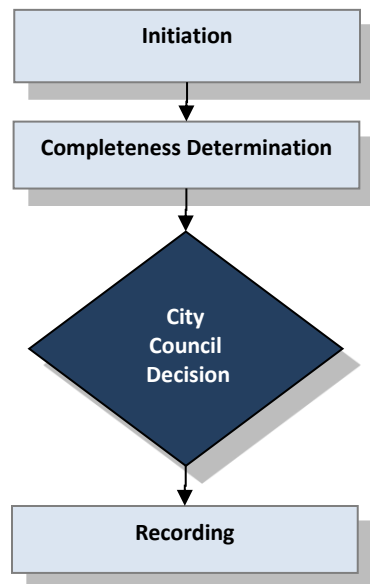 Initiation
Completeness Determination
City
Council
Decision
Recording